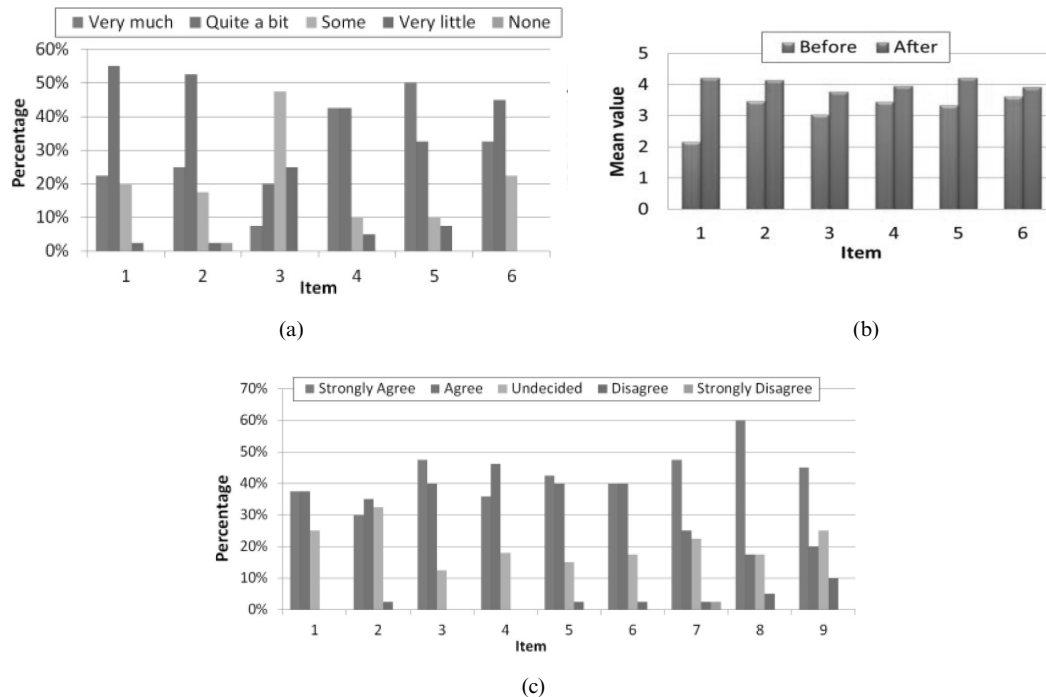 Very much Quite a bit Some Very little None
60%
50%
40%
30%
20%
10%
0%
Percentage
1 2 3 4 5 6
Item
(a)
Before After
5
4
3
2
1
0
Mean value
1 2 3 4 5 6
Item
(b)
Strongly Agree Agree Undecided Disagree Strongly Disagree
70%
60%
50%
40%
30%
20%
10%
0%
Percentage
1 2 3 4 5 6 7 8 9
Item
(c)